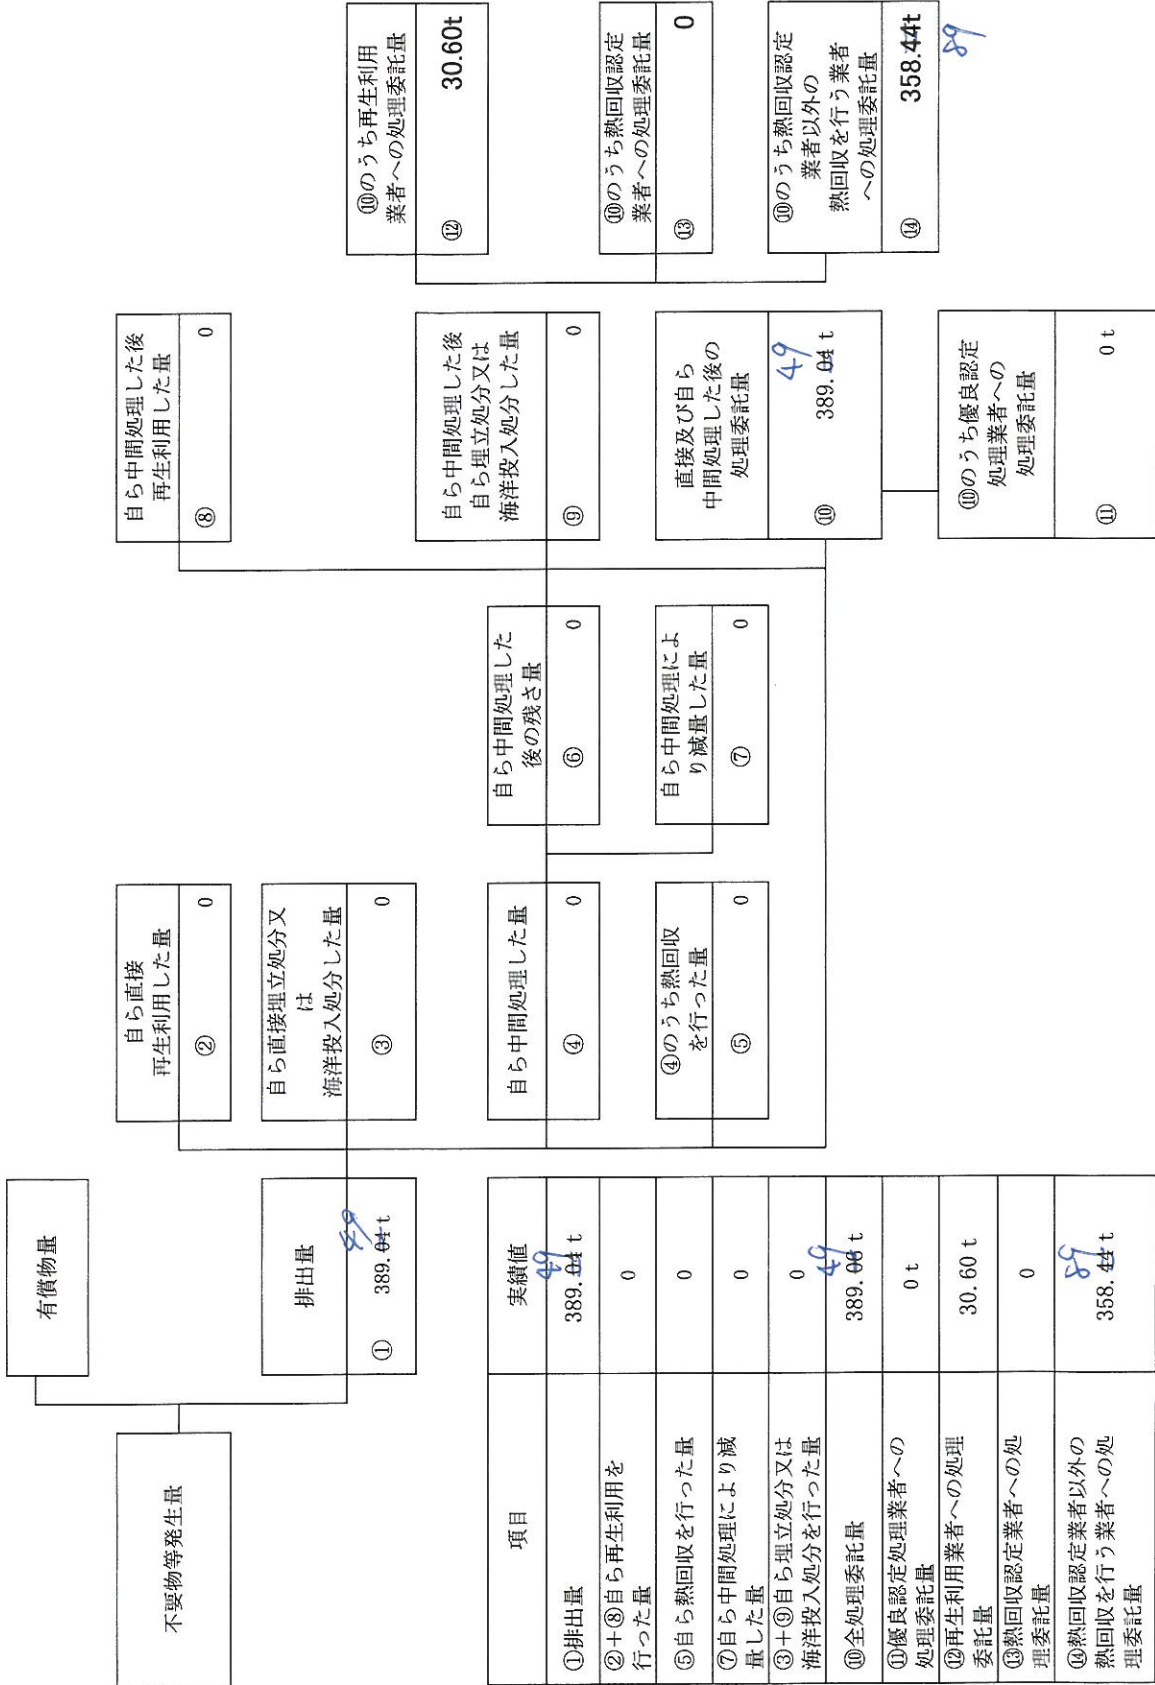 不要物等発生量
有償物量
排出量
① 389.04t
49
自ら直接
再生利用した量
② 0
自ら直接埋立処分又
は
海洋投入処分した量
③ 0
自ら中間処理した量
④ 0
④のうち熱回収
を行った量
⑤ 0
自ら中間処理した
後の残さ量
⑥ 0
自ら中間処理によ
り減量した量
⑦ 0
自ら中間処理した後
再生利用した量
⑧ 0
自ら中間処理した後
自ら埋立処分又は
海洋投入処分した量
⑨ 0
直接及び自ら
中間処理した後の
処理委託量
49
⑩ 389.04t
⑩のうち優良認定
処理業者への
処理委託量
⑪ 0t
⑩のうち再生利用
業者への処理委託量
⑫ 30.60t
⑩のうち熱回収認定
業者への処理委託量
⑬ 0
⑩のうち熱回収認定
業者以外の
熱回収を行う業者
への処理委託量
⑭ 358.44t
89
項目 実績値
49
①排出量 389.04t
②+⑧自ら再生利用を
行った量 0
⑤自ら熱回収を行った量 0
⑦自ら中間処理により減
量した量 0
③+⑨自ら埋立処分又は
海洋投入処分を行った量 0
49
⑩全処理委託量 389.06t
⑪優良認定処理業者への
処理委託量 0t
⑫再生利用業者への処理
委託量 30.60t
⑬熱回収認定業者への処
理委託量 0
⑭熱回収認定業者以外の
熱回収を行う業者への処
理委託量 358.44t
89